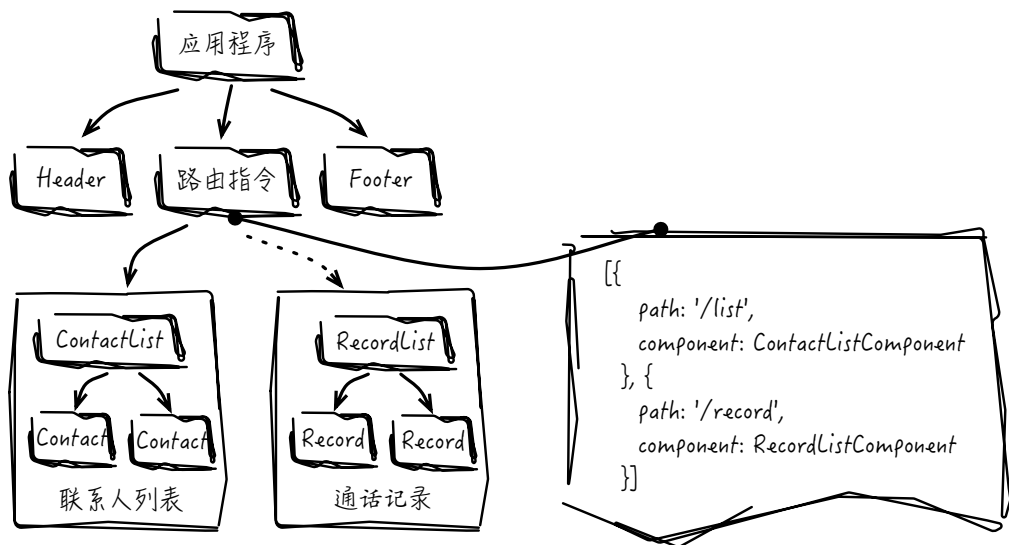 应用程序
Header
路由指令
Footer
ContactList
Contact
Contact
联系人列表
RecordList
Record
Record
通话记录
[{
path: '/list',
component: ContactListComponent
}, {
path: '/record',
component: RecordListComponent
}]